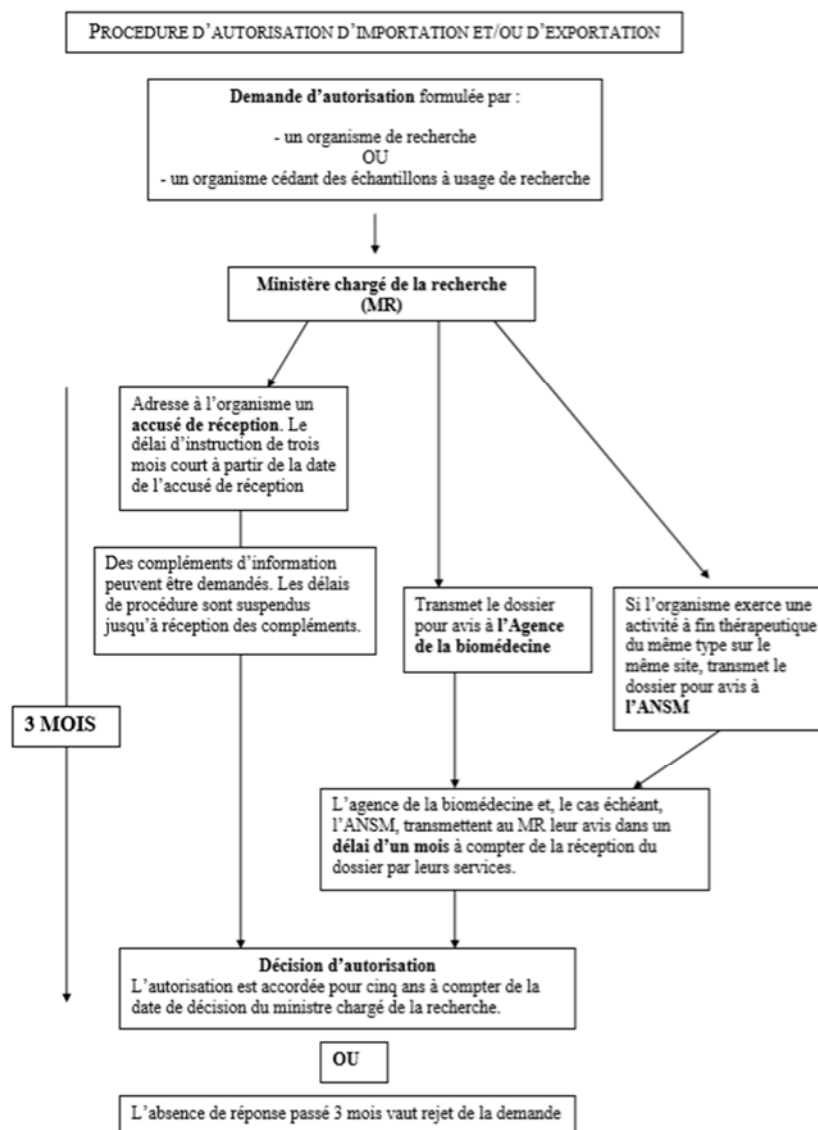 PROCEDURE D'AUTORISATION D'IMPORTATION ET/OU D'EXPORTATION
Demande d'autorisation formulée par :
- un organisme de recherche
OU
- un organisme cédant des échantillons à usage de recherche
Ministère chargé de la recherche
(MR)
Adresse à l'organisme un
accusé de réception. Le
délai d'instruction de trois
mois court à partir de la date
de l'accusé de réception
Des compléments d'information
peuvent être demandés. Les délais
de procédure sont suspendus
jusqu'à réception des compléments.
Transmet le dossier
pour avis à l'Agence
de la biomédecine
Si l'organisme exerce une
activité à fin thérapeutique
du même type sur le
même site, transmet le
dossier pour avis à
l'ANSM
3 MOIS
L'agence de la biomédecine et, le cas échéant,
l'ANSM, transmettent au MR leur avis dans un
délai d'un mois à compter de la réception du
dossier par leurs services.
Décision d'autorisation
L'autorisation est accordée pour cinq ans à compter de la
date de décision du ministre chargé de la recherche.
OU
L'absence de réponse passé 3 mois vaut rejet de la demande